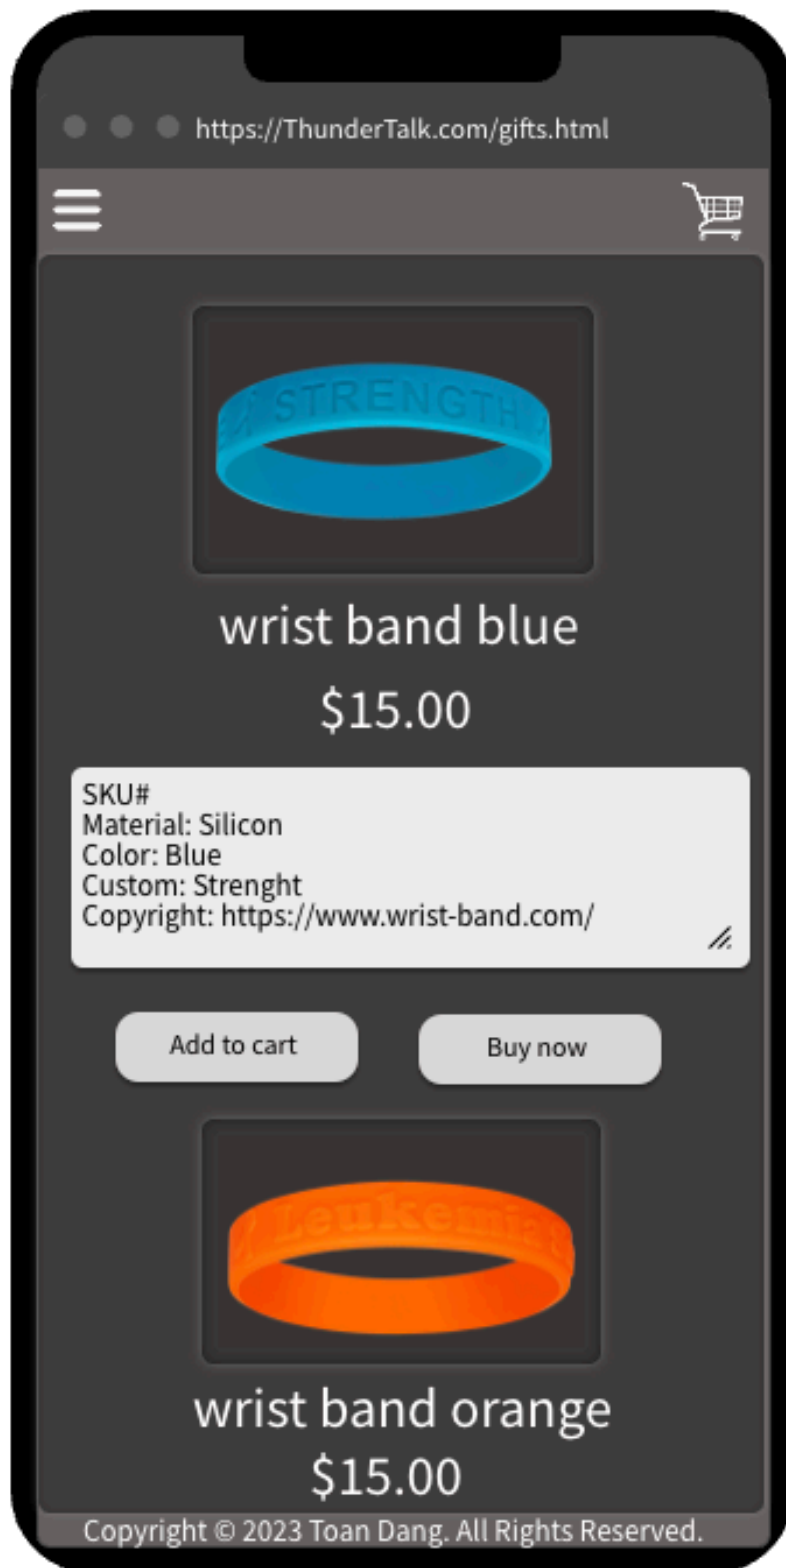 https://ThunderTalk.com/gifts.html
STRENGTH
wrist band blue
$15.00
SKU#
Material: Silicon
Color: Blue
Custom: Strenght
Copyright: https://www.wrist-band.com/
Add to cart
Buy now
Leukemia
wrist band orange
$15.00
Copyright © 2023 Toan Dang. All Rights Reserved.